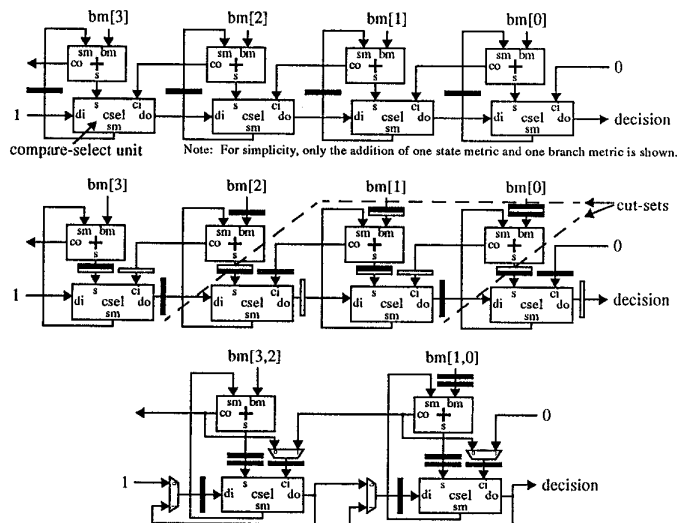 bm[3] bm[2] bm[1] bm[0]
sm bm sm bm sm bm sm bm
co + co + co + co + 0
s s s s
s ci s ci s ci s ci
1 di csel do di csel do di csel do di csel do decision
sm sm sm sm
compare-select unit Note: For simplicity, only the addition of one state metric and one branch metric is shown.
bm[3] bm[2] bm[1] bm[0]
cut-sets
sm bm sm bm sm bm sm bm
co + co + co + co +
s s s s 0
s ci s ci s ci s ci
1 di csel do di csel do di csel do di csel do decision
sm sm sm sm
bm[3,2] bm[1,0]
sm bm sm bm
co + co + 0
s s
s ci s ci
1 di csel do di csel do decision
sm sm